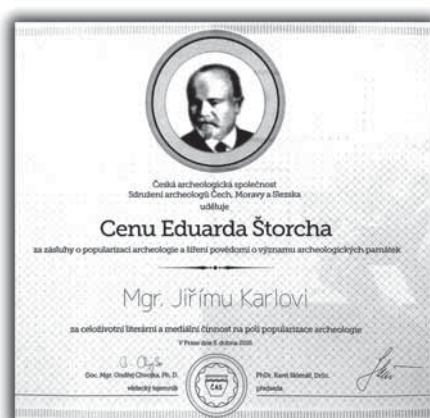 Česká archeologická společnost
Sdružení archeologů Čech, Moravy a Slezska
uděluje
Cenu Eduarda Štorcha
za zásluhy o popularizaci archeologie a šíření povědomí o významu archeologických památek
Mgr. Jiřímu Karlovi
za celoživotní literární a mediální činnost na poli popularizace archeologie
V Praze dne 9. dubna
Doc. Mgr. Ondřej Chvojka, Ph. D.
vědecký tajemník
ČAS
PhDr. Karel Sklenář, DrSc.
předseda